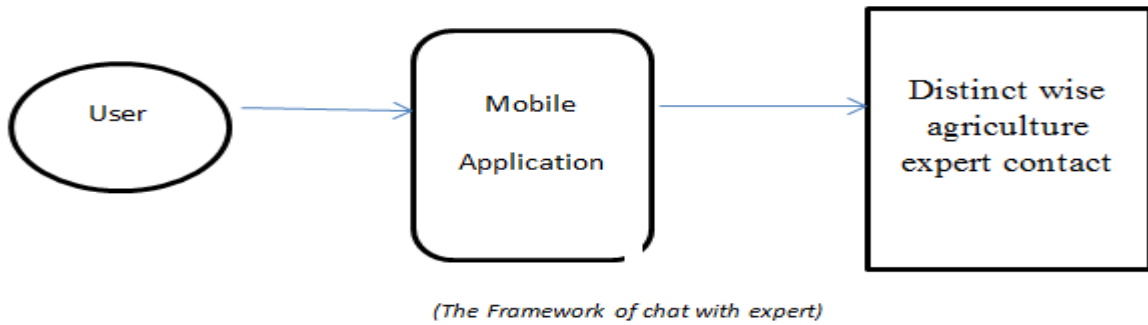 User
Mobile
Application
Distinct wise
agriculture
expert contact
(The Framework of chat with expert)